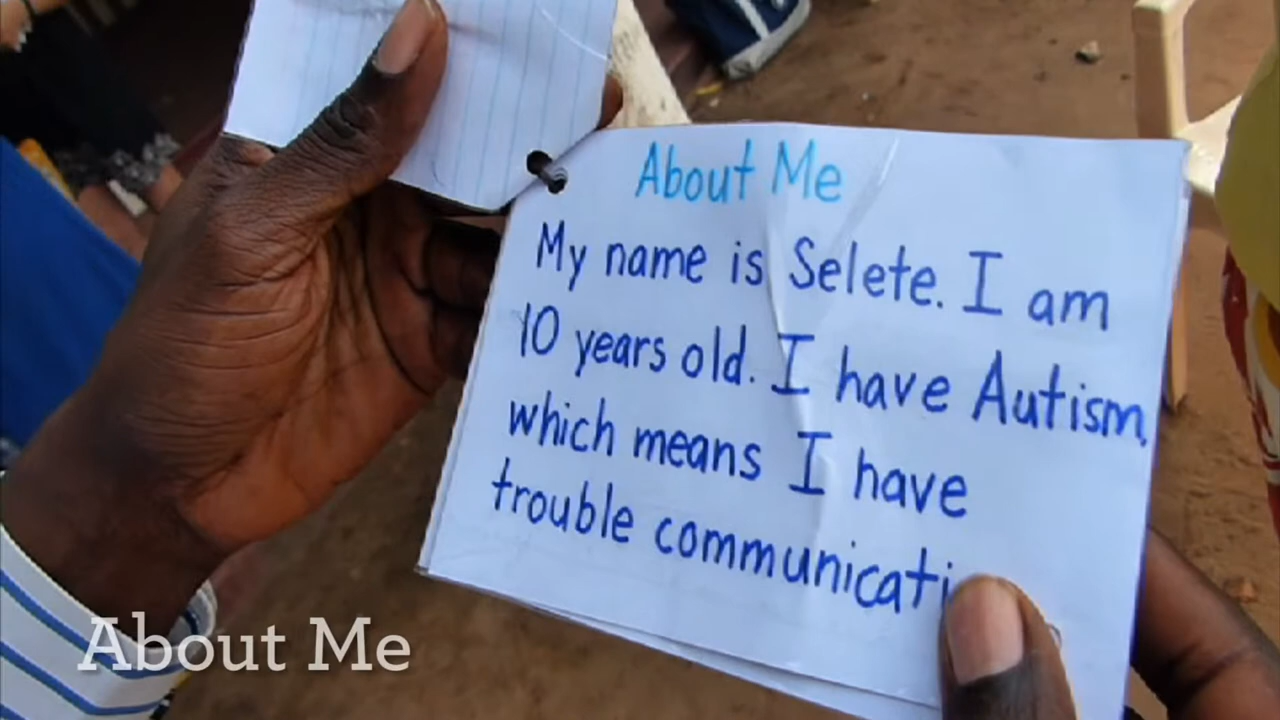 About Me
My name is Selete. I am
10 years old. I have Autism,
which means I have
trouble communicati
About Me